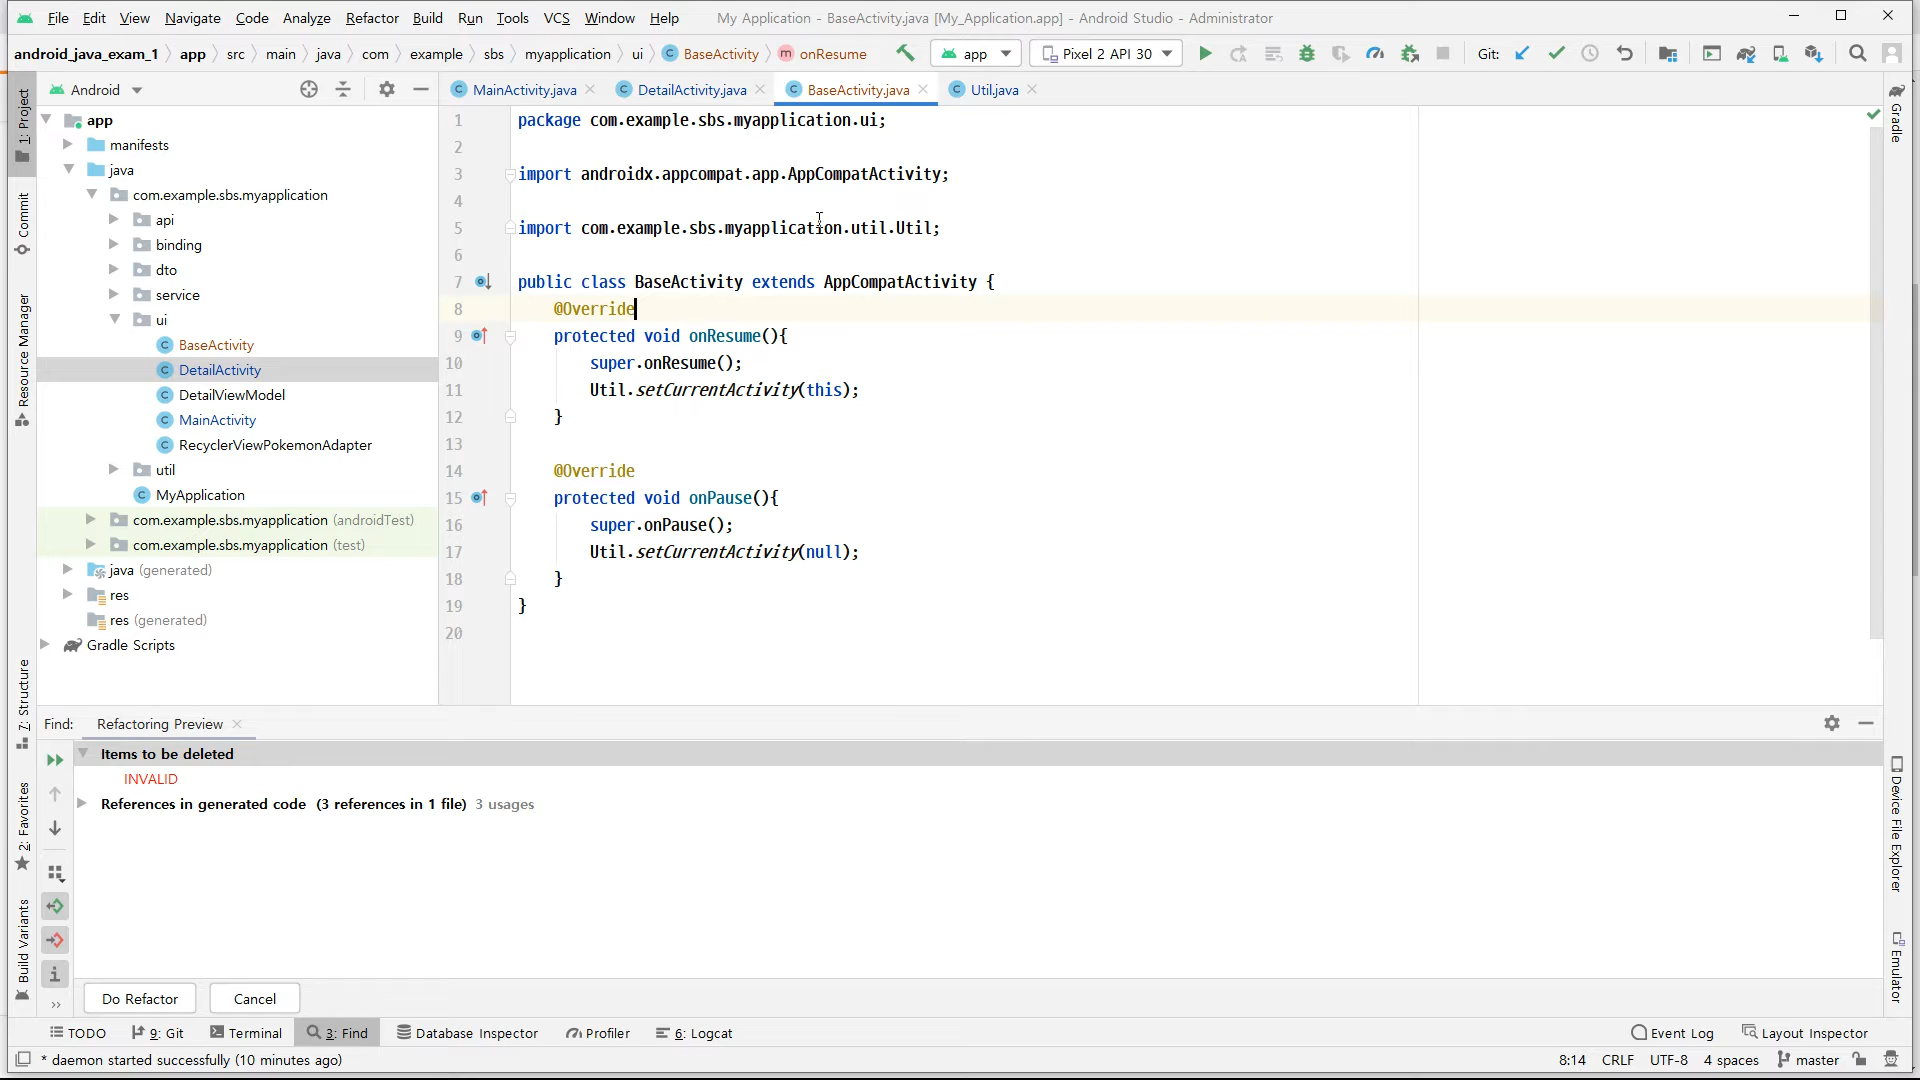 File Edit View Navigate Code Analyze Refactor Build Run Tools VCS Window Help My Application - BaseActivity.java [My_Application.app] - Android Studio - Administrator
android_java_exam_1 app src main java com example sbs myapplication ui BaseActivity onResume app Pixel 2 API 30 Git:
Android
MainActivity.java DetailActivity.java BaseActivity.java Util.java
app
manifests
java
com.example.sbs.myapplication
api
binding
dto
service
ui
BaseActivity
DetailActivity
DetailViewModel
MainActivity
RecyclerViewPokemonAdapter
util
MyApplication
com.example.sbs.myapplication (androidTest)
com.example.sbs.myapplication (test)
java (generated)
res
res (generated)
Gradle Scripts
1 package com.example.sbs.myapplication.ui;
2
3 import androidx.appcompat.app.AppCompatActivity;
4
5 import com.example.sbs.myapplication.util.Util;
6
7 public class BaseActivity extends AppCompatActivity {
8 @Override
9 protected void onResume(){
10 super.onResume();
11 Util.setCurrentActivity(this);
12 }
13
14 @Override
15 protected void onPause(){
16 super.onPause();
17 Util.setCurrentActivity(null);
18 }
19 }
20
1: Project
Commit
Resource Manager
7: Structure
2: Favorites
Build Variants
Gradle
Device File Explorer
Emulator
Find: Refactoring Preview
Items to be deleted
INVALID
References in generated code (3 references in 1 file) 3 usages
Do Refactor Cancel
TODO 9: Git Terminal 3: Find Database Inspector Profiler 6: Logcat Event Log Layout Inspector
* daemon started successfully (10 minutes ago) 8:14 CRLF UTF-8 4 spaces master